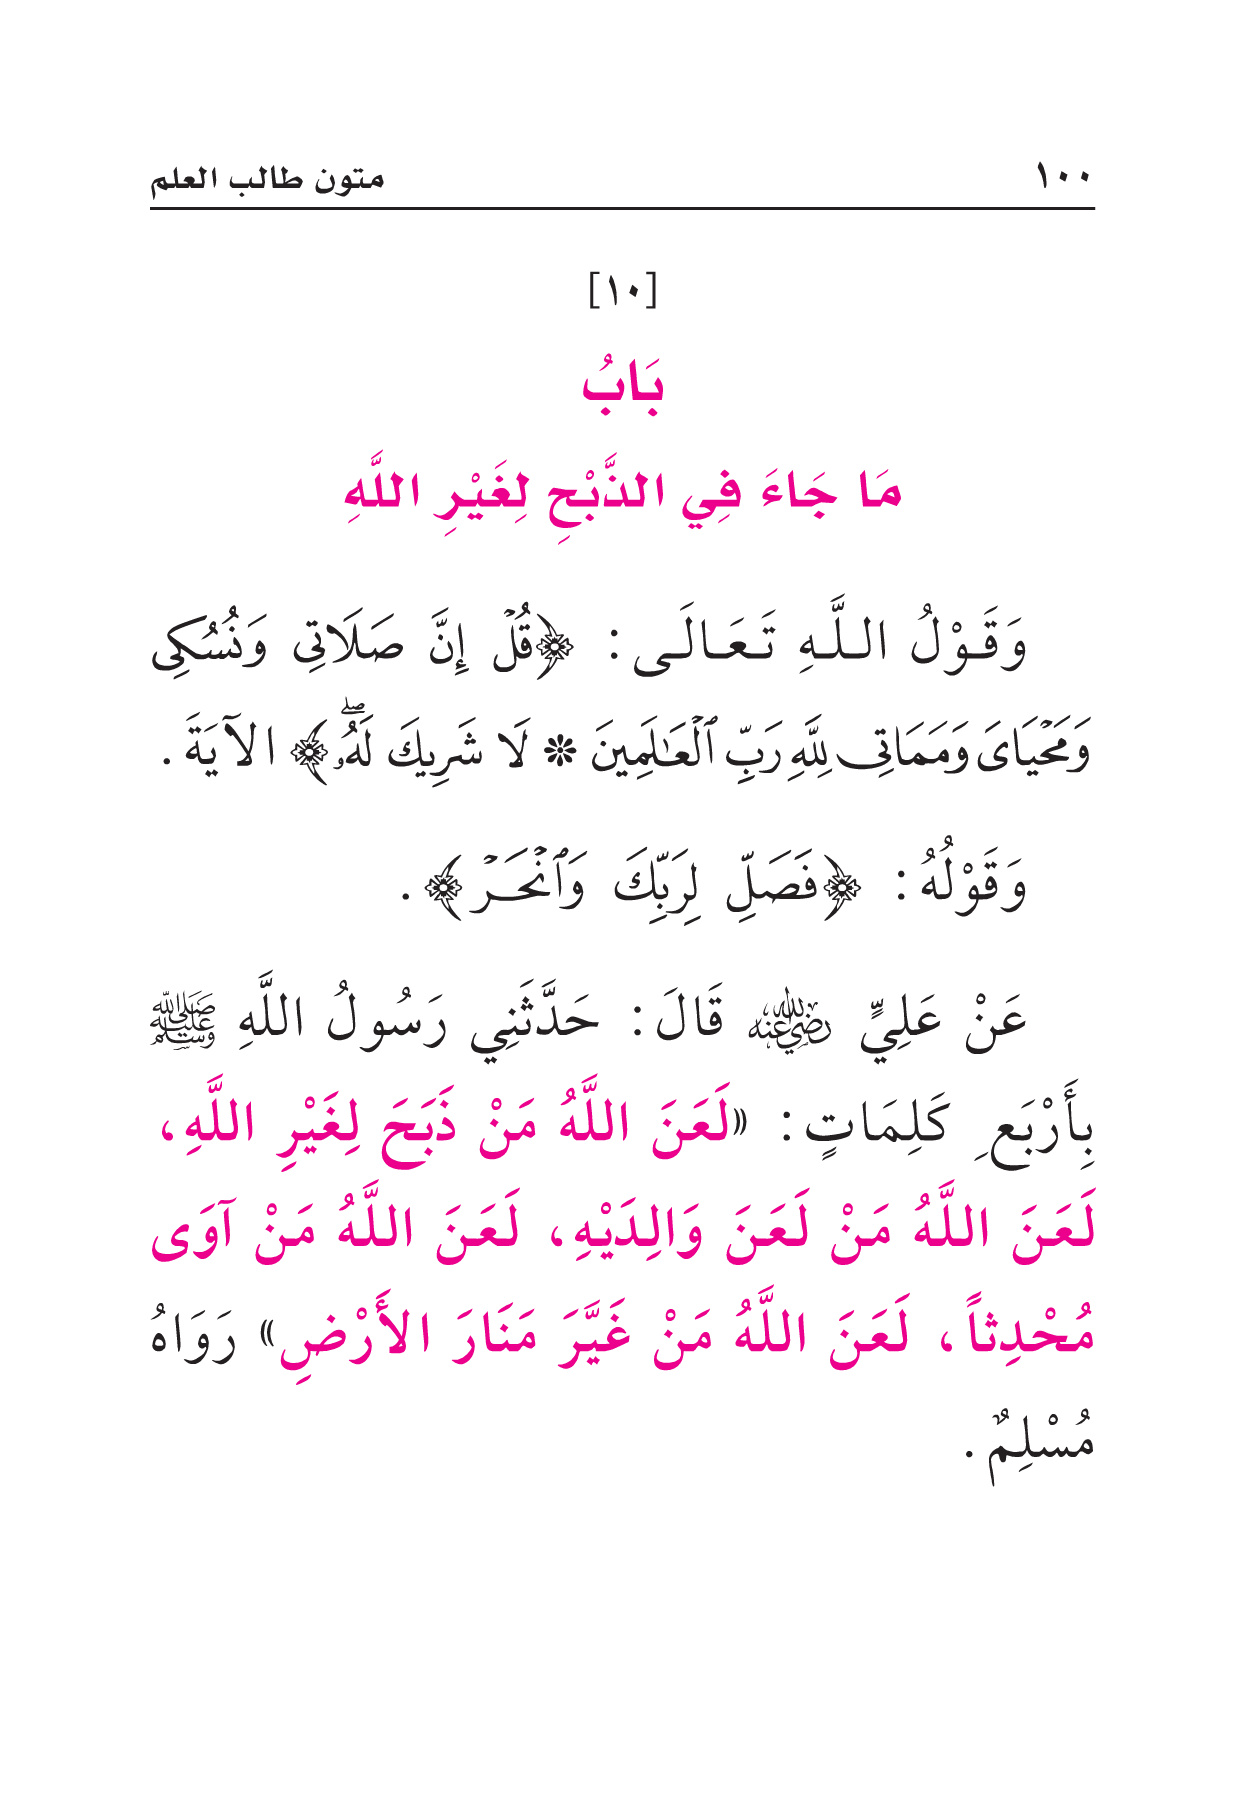 ١٠٠ متون طالب العلم
[١٠]
بَابُ
مَا جَاءَ فِي الذَّبْحِ لِغَيْرِ اللَّهِ
وَقَوْلُ اللَّهِ تَعَالَى: ﴿قُلْ إِنَّ صَلَاتِى وَنُسُكِى
وَمَحْيَاىَ وَمَمَاتِى لِلَّهِ رَبِّ ٱلْعَـٰلَمِينَ * لَا شَرِيكَ لَهُۥۖ﴾ الآيَةَ.
وَقَوْلُهُ: ﴿فَصَلِّ لِرَبِّكَ وَٱنْحَرْ﴾.
عَنْ عَلِيٍّ رضي الله عنه قَالَ: حَدَّثَنِي رَسُولُ اللَّهِ ﷺ
بِأَرْبَعِ كَلِمَاتٍ: «لَعَنَ اللَّهُ مَنْ ذَبَحَ لِغَيْرِ اللَّهِ،
لَعَنَ اللَّهُ مَنْ لَعَنَ وَالِدَيْهِ، لَعَنَ اللَّهُ مَنْ آوَى
مُحْدِثاً، لَعَنَ اللَّهُ مَنْ غَيَّرَ مَنَارَ الأَرْضِ» رَوَاهُ
مُسْلِمٌ.